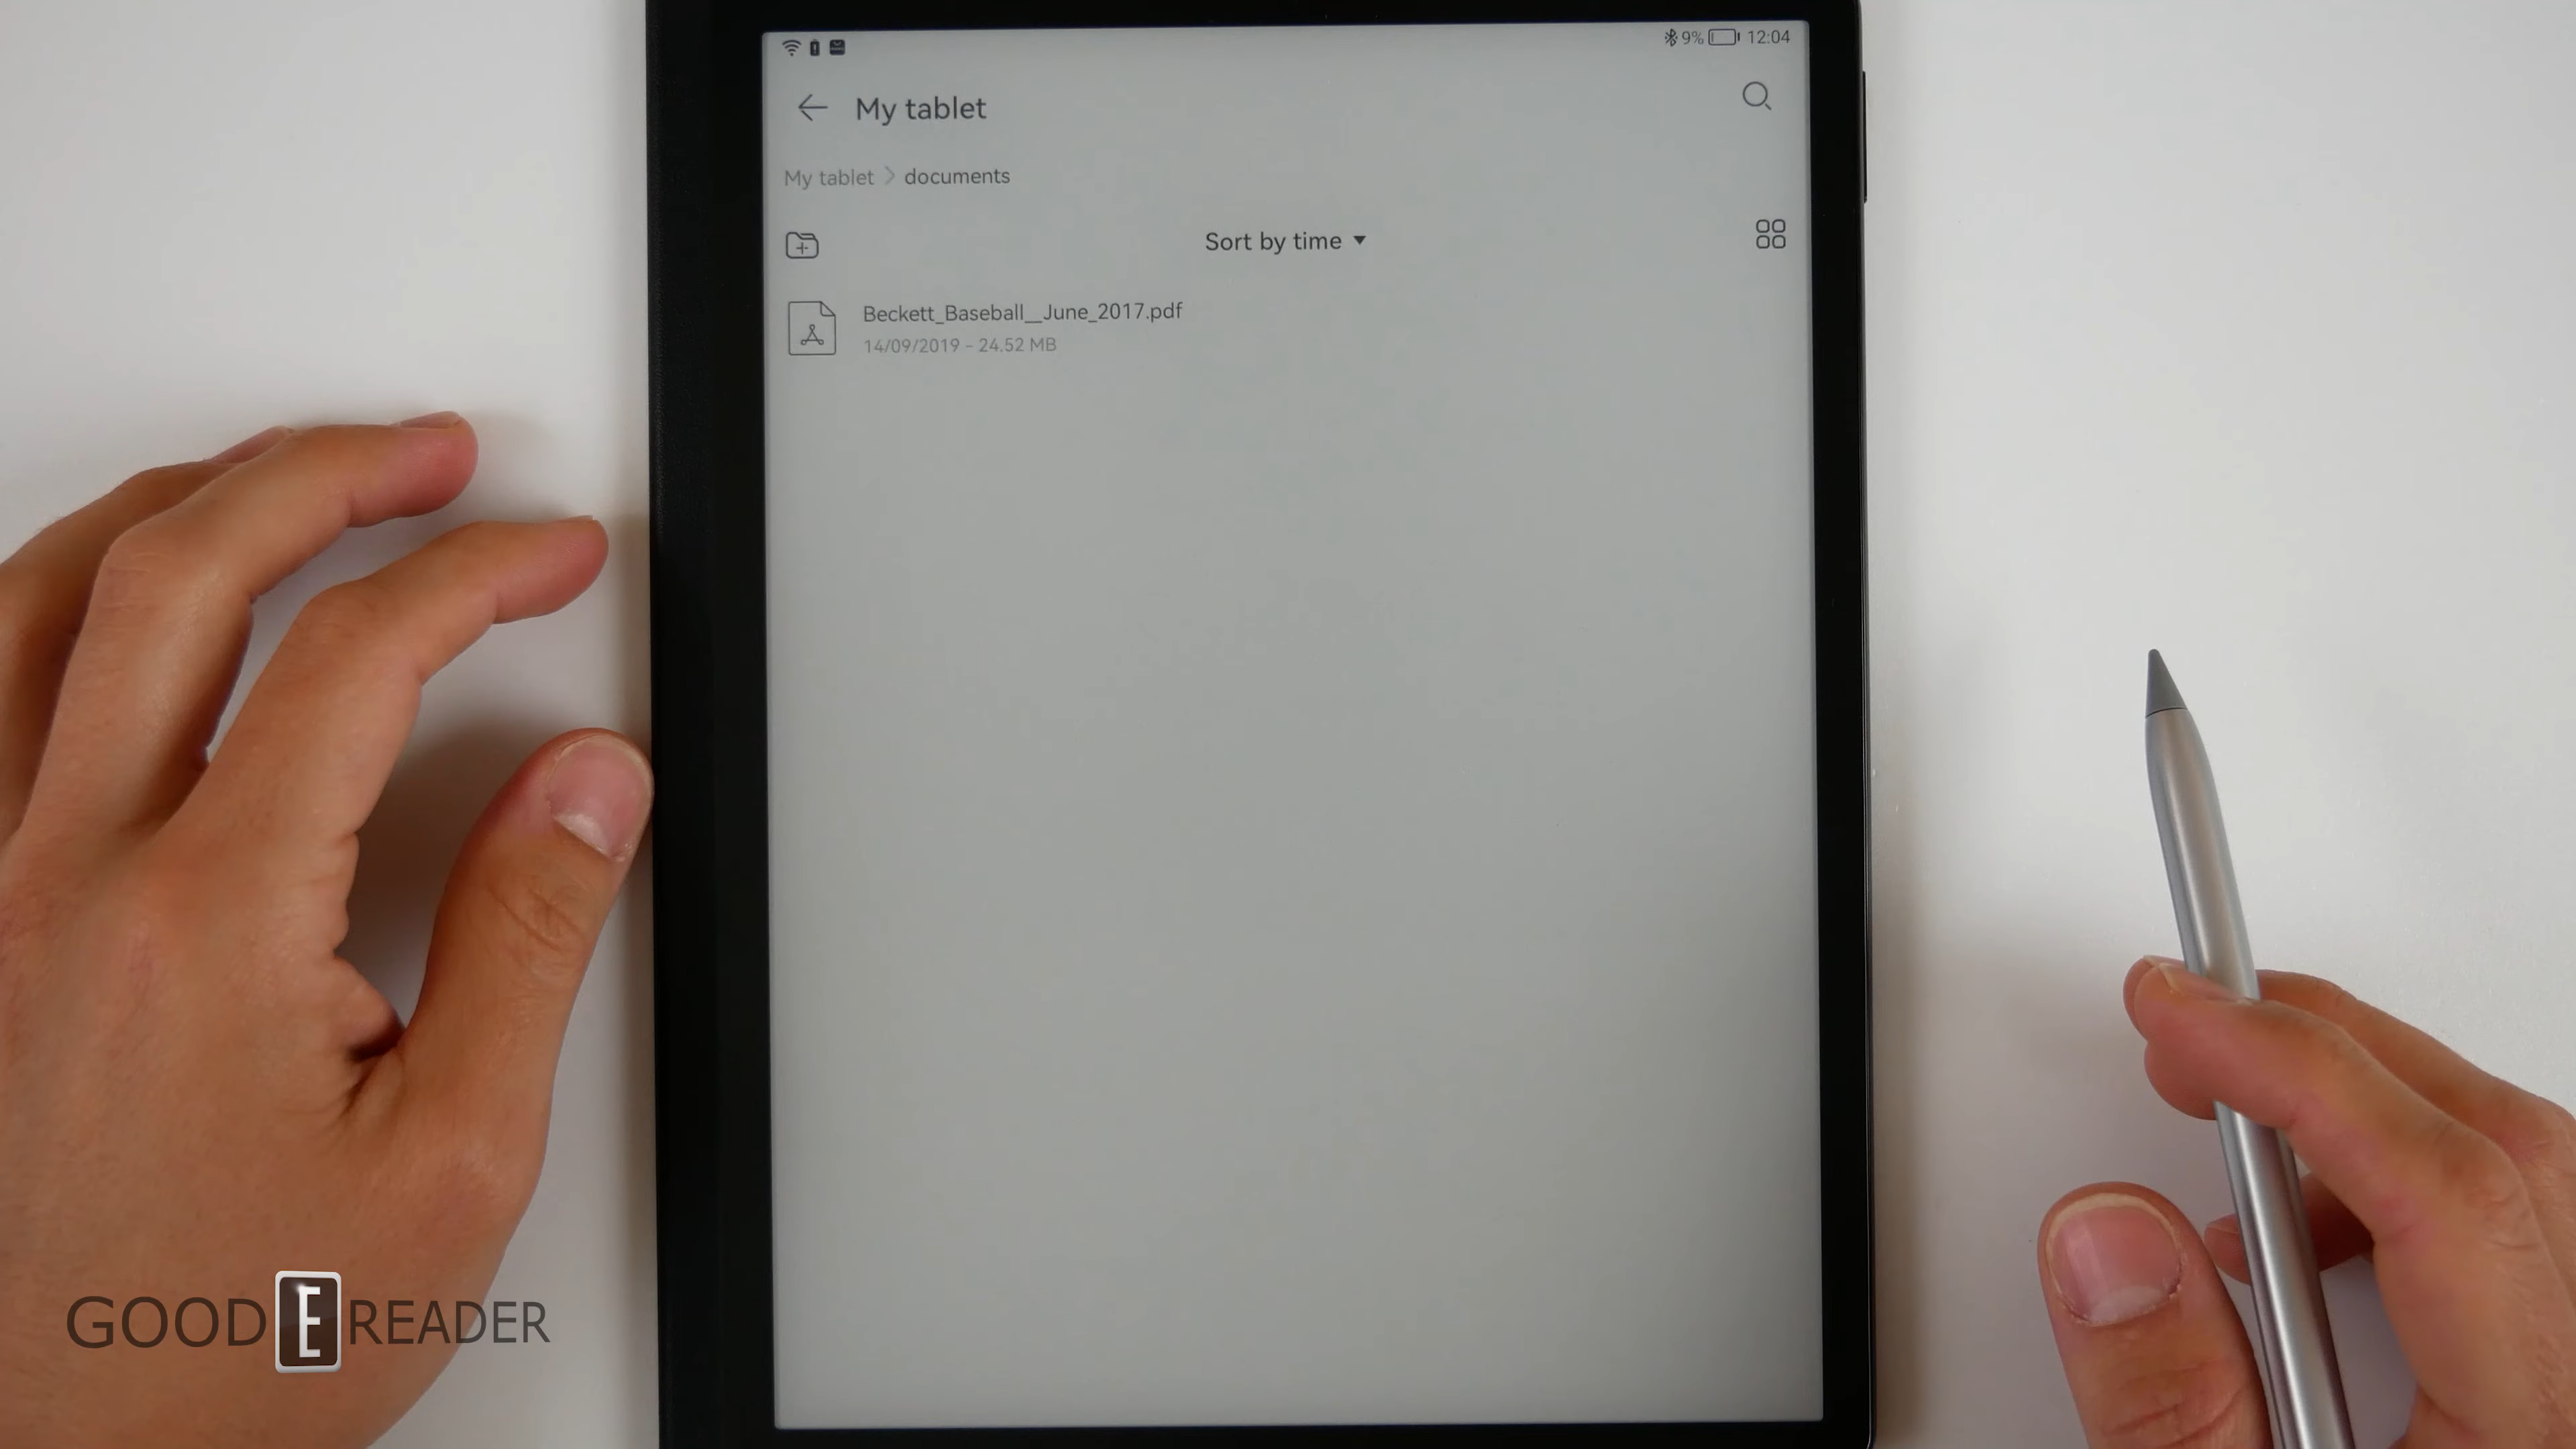 9% 12:04
My tablet
My tablet > documents
Sort by time
Beckett_Baseball__June_2017.pdf
14/09/2019 - 24.52 MB
GOOD E READER